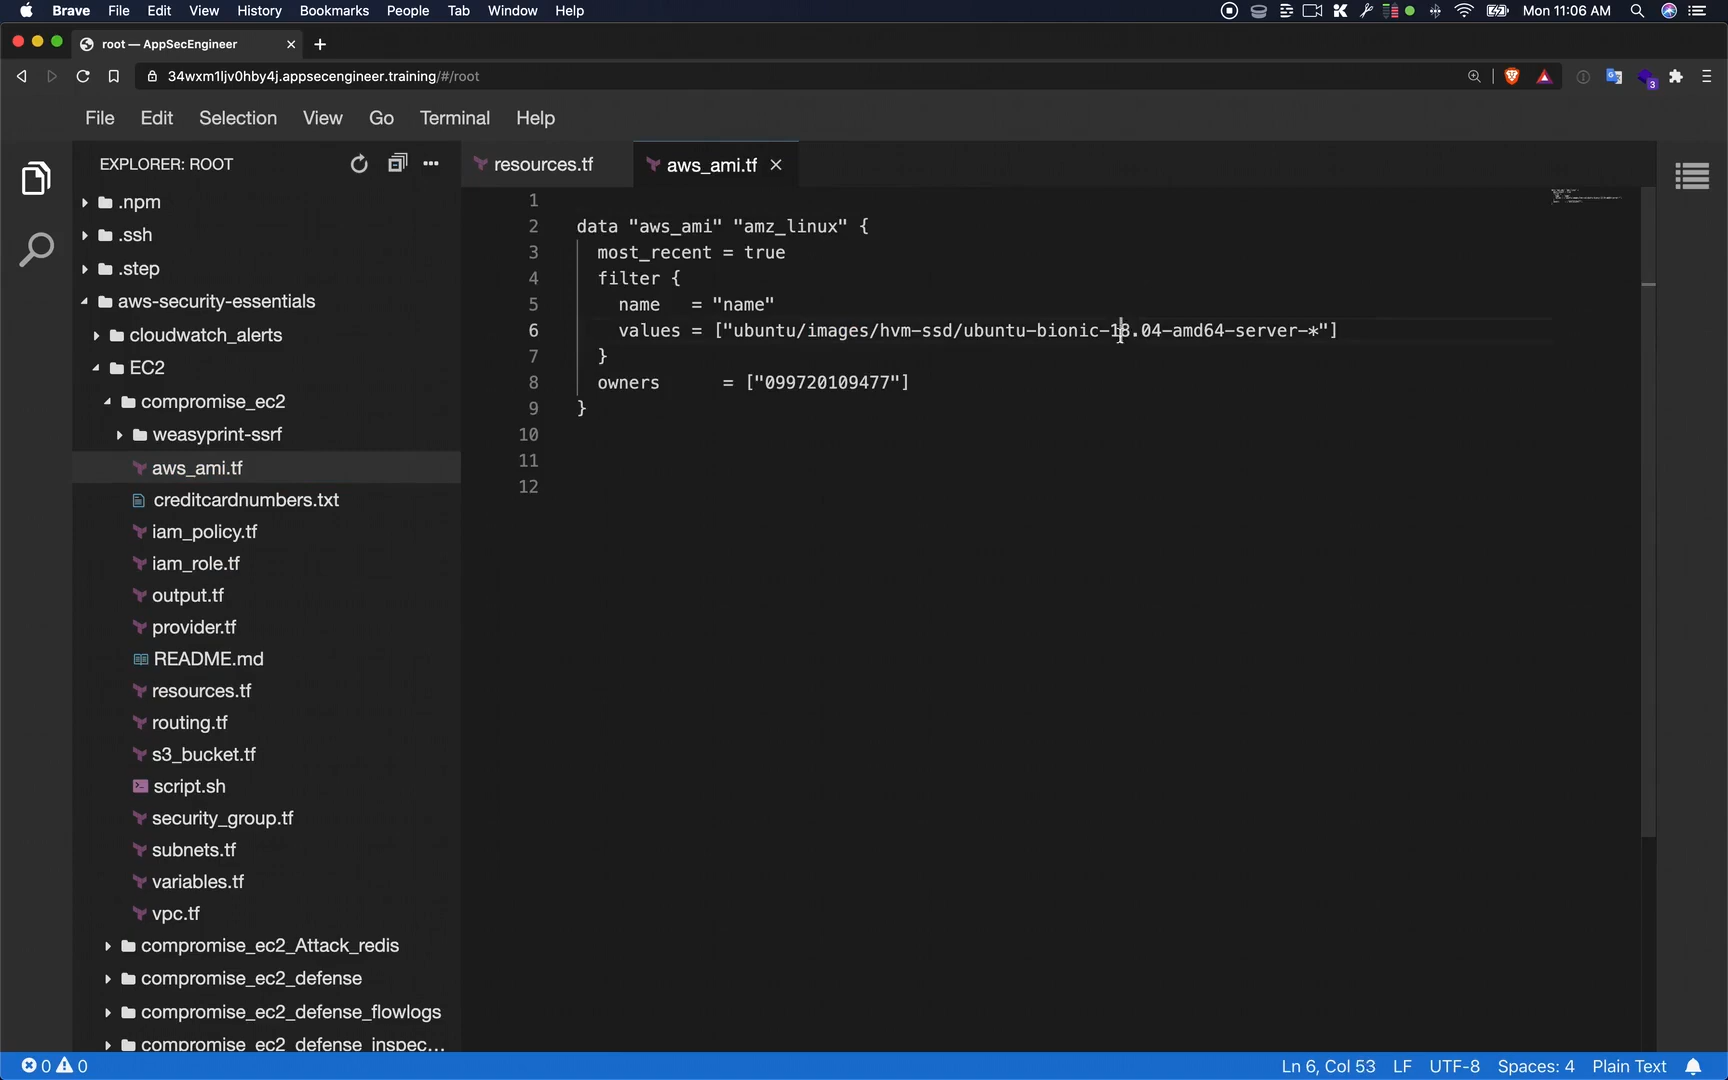 Brave File Edit View History Bookmarks People Tab Window Help Mon 11:06 AM
root — AppSecEngineer
34wxm1ljv0hby4j.appsecengineer.training/#/root
3
File Edit Selection View Go Terminal Help
EXPLORER: ROOT
resources.tf
aws_ami.tf
.npm
.ssh
.step
aws-security-essentials
cloudwatch_alerts
EC2
compromise_ec2
weasyprint-ssrf
aws_ami.tf
creditcardnumbers.txt
iam_policy.tf
iam_role.tf
output.tf
provider.tf
README.md
resources.tf
routing.tf
s3_bucket.tf
script.sh
security_group.tf
subnets.tf
variables.tf
vpc.tf
compromise_ec2_Attack_redis
compromise_ec2_defense
compromise_ec2_defense_flowlogs
compromise_ec2_defense_inspec...
1
2 data "aws_ami" "amz_linux" {
3 most_recent = true
4 filter {
5 name   = "name"
6 values = ["ubuntu/images/hvm-ssd/ubuntu-bionic-18.04-amd64-server-*"]
7 }
8 owners      = ["099720109477"]
9 }
10
11
12
0 0 Ln 6, Col 53 LF UTF-8 Spaces: 4 Plain Text